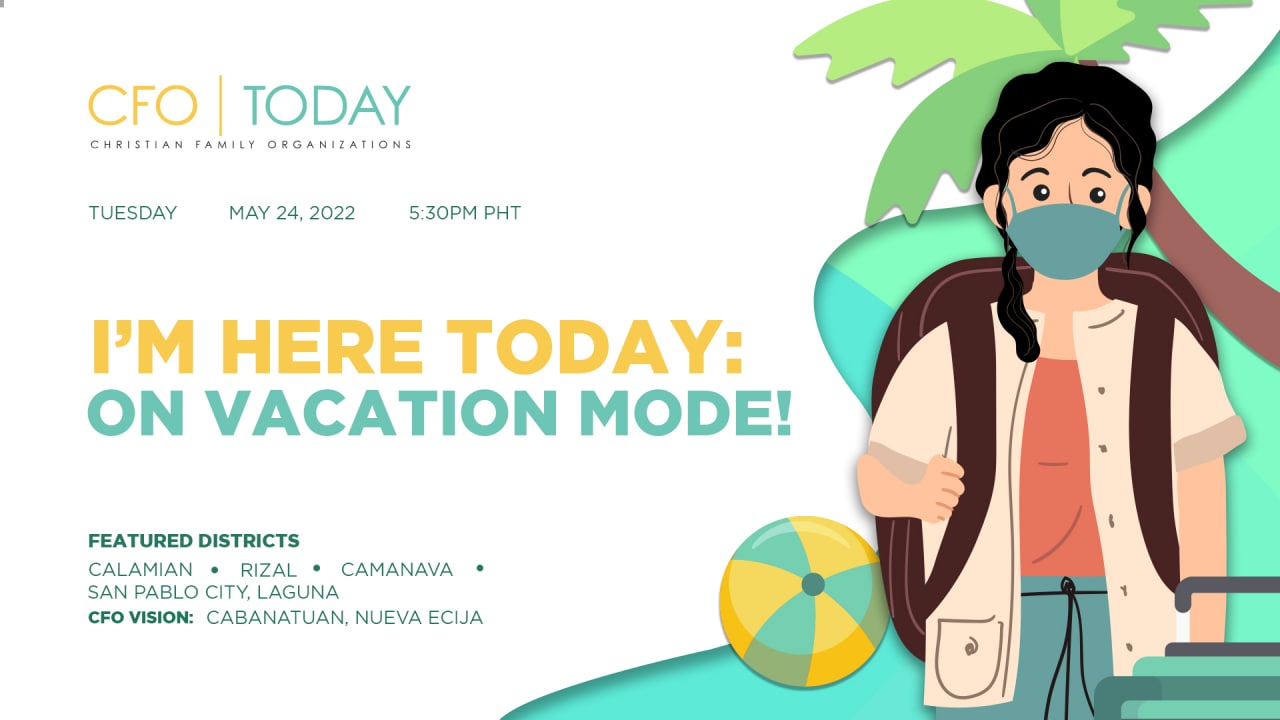 CFO | TODAY
CHRISTIAN FAMILY ORGANIZATIONS
TUESDAY MAY 24, 2022 5:30PM PHT
I’M HERE TODAY:
ON VACATION MODE!
FEATURED DISTRICTS
CALAMIAN • RIZAL • CAMANAVA •
SAN PABLO CITY, LAGUNA
CFO VISION: CABANATUAN, NUEVA ECIJA